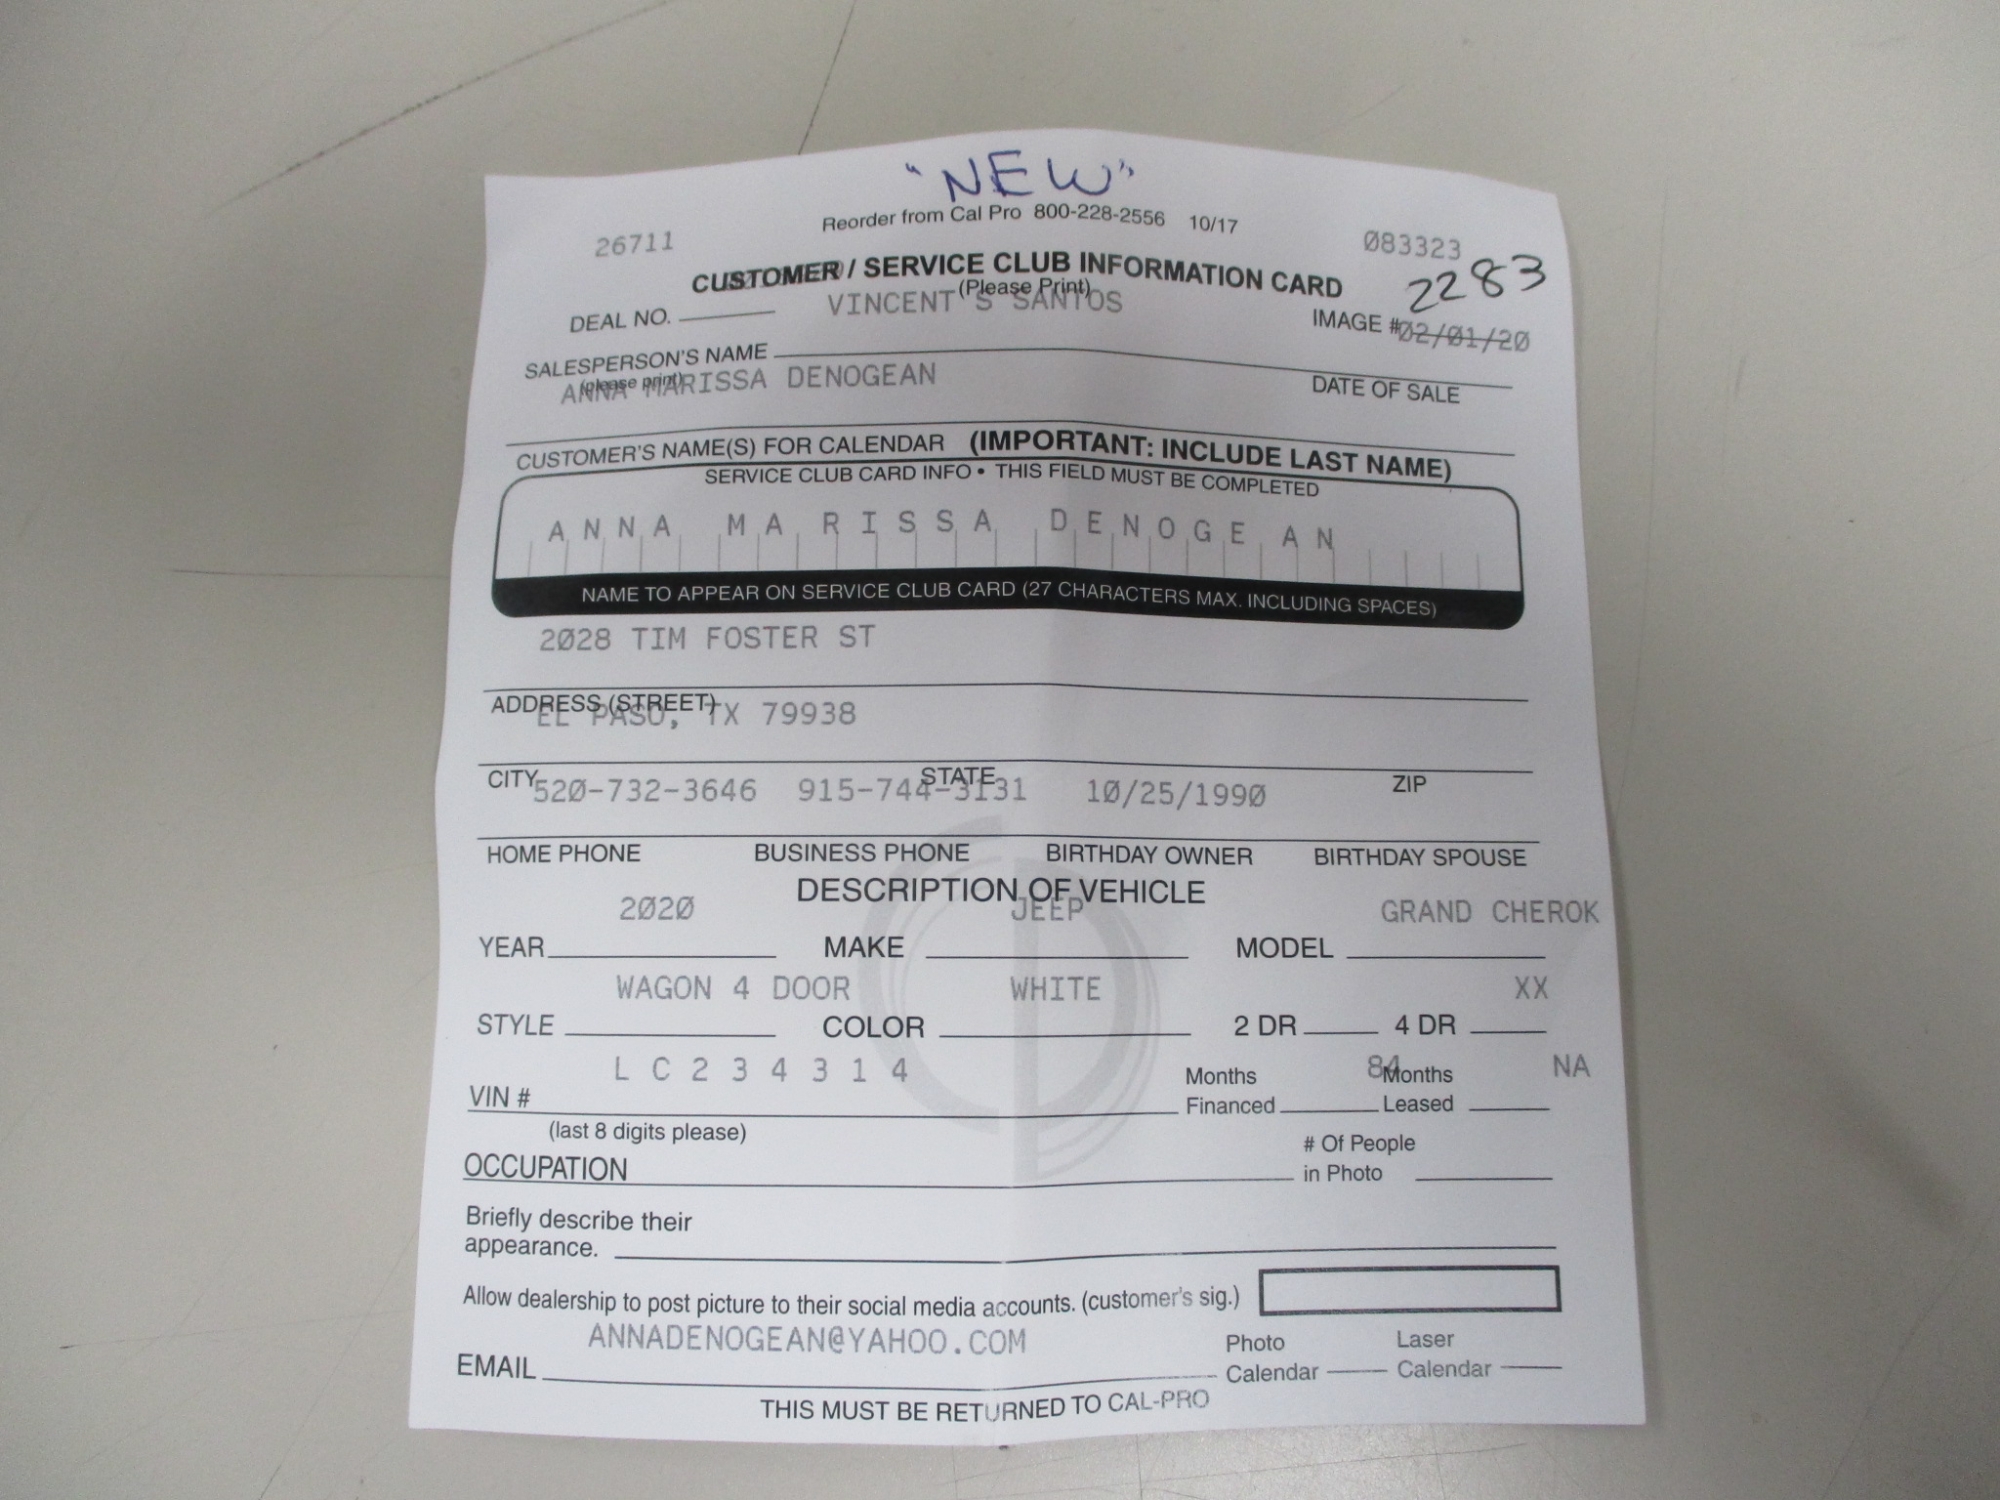 "NEW"
Reorder from Cal Pro 800-228-2556 10/17
26711 083323
CUSTOMER / SERVICE CLUB INFORMATION CARD
(Please Print)
2283
DEAL NO. VINCENT S SANTOS IMAGE # 02/01/20
SALESPERSON'S NAME
(please print)
DATE OF SALE
ANNA MARISSA DENOGEAN
CUSTOMER'S NAME(S) FOR CALENDAR (IMPORTANT: INCLUDE LAST NAME)
SERVICE CLUB CARD INFO • THIS FIELD MUST BE COMPLETED
ANNA MARISSA DENOGEAN
NAME TO APPEAR ON SERVICE CLUB CARD (27 CHARACTERS MAX. INCLUDING SPACES)
2028 TIM FOSTER ST
ADDRESS (STREET)
EL PASO, TX 79938
CITY STATE ZIP
520-732-3646 915-744-3131 10/25/1990
HOME PHONE BUSINESS PHONE BIRTHDAY OWNER BIRTHDAY SPOUSE
DESCRIPTION OF VEHICLE
2020 JEEP GRAND CHEROK
YEAR MAKE MODEL
WAGON 4 DOOR WHITE XX
STYLE COLOR 2 DR 4 DR
L C 2 3 4 3 1 4 84 NA
VIN # Months Financed Months Leased
(last 8 digits please)
OCCUPATION # Of People in Photo
Briefly describe their
appearance.
Allow dealership to post picture to their social media accounts. (customer's sig.)
ANNADENOGEAN@YAHOO.COM
EMAIL Photo Calendar Laser Calendar
THIS MUST BE RETURNED TO CAL-PRO